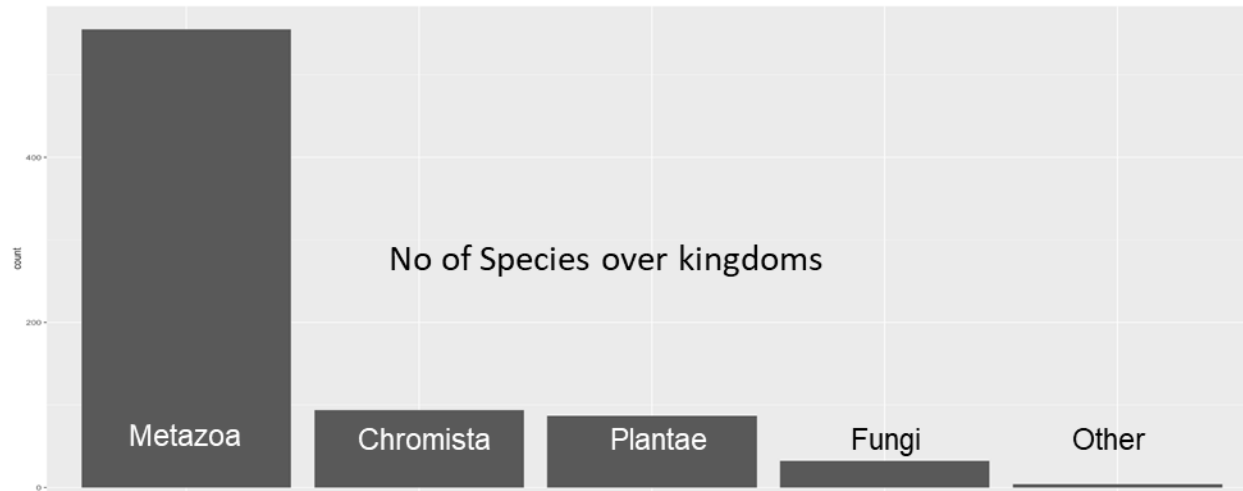 400
count
No of Species over kingdoms
200
Metazoa Chromista Plantae Fungi Other
0